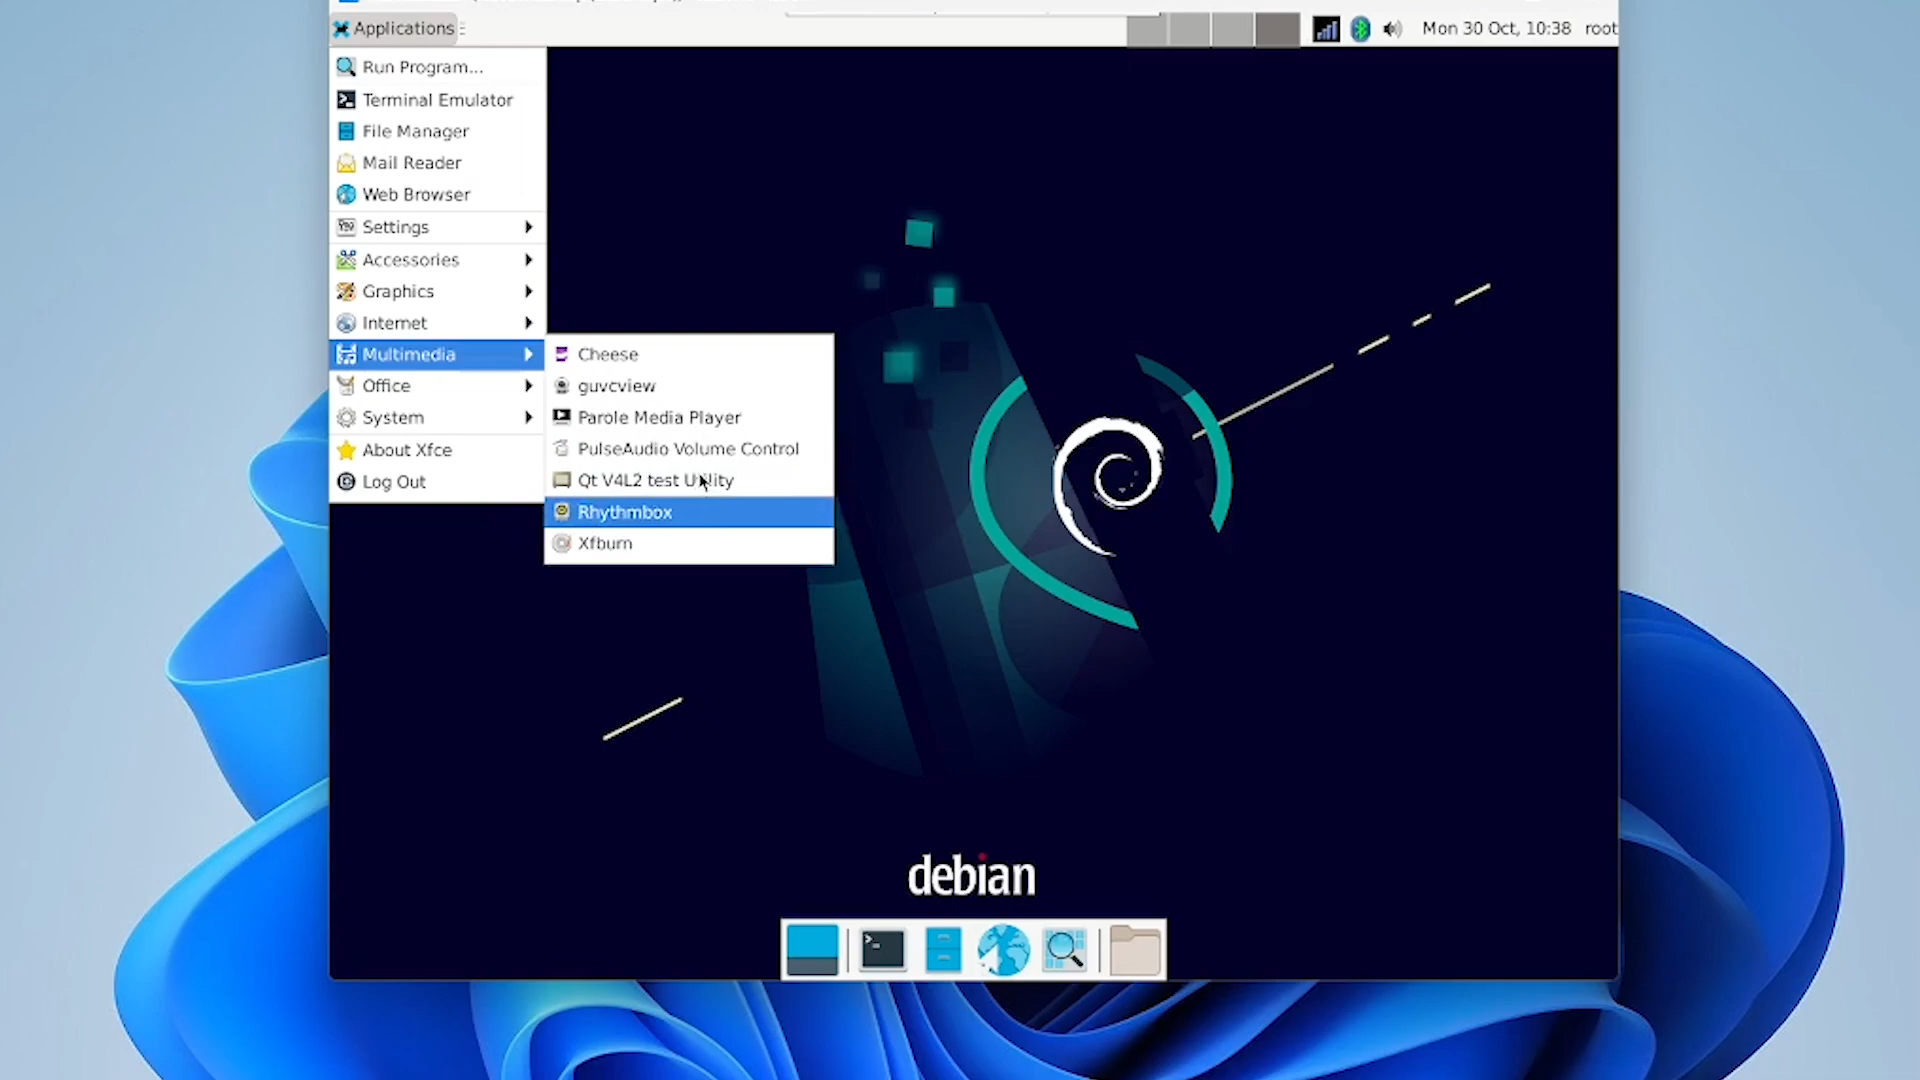 Applications
Mon 30 Oct, 10:38 root
Run Program...
Terminal Emulator
File Manager
Mail Reader
Web Browser
Settings
Accessories
Graphics
Internet
Multimedia
Office
System
About Xfce
Log Out
Cheese
guvcview
Parole Media Player
PulseAudio Volume Control
Qt V4L2 test Utility
Rhythmbox
Xfburn
debian